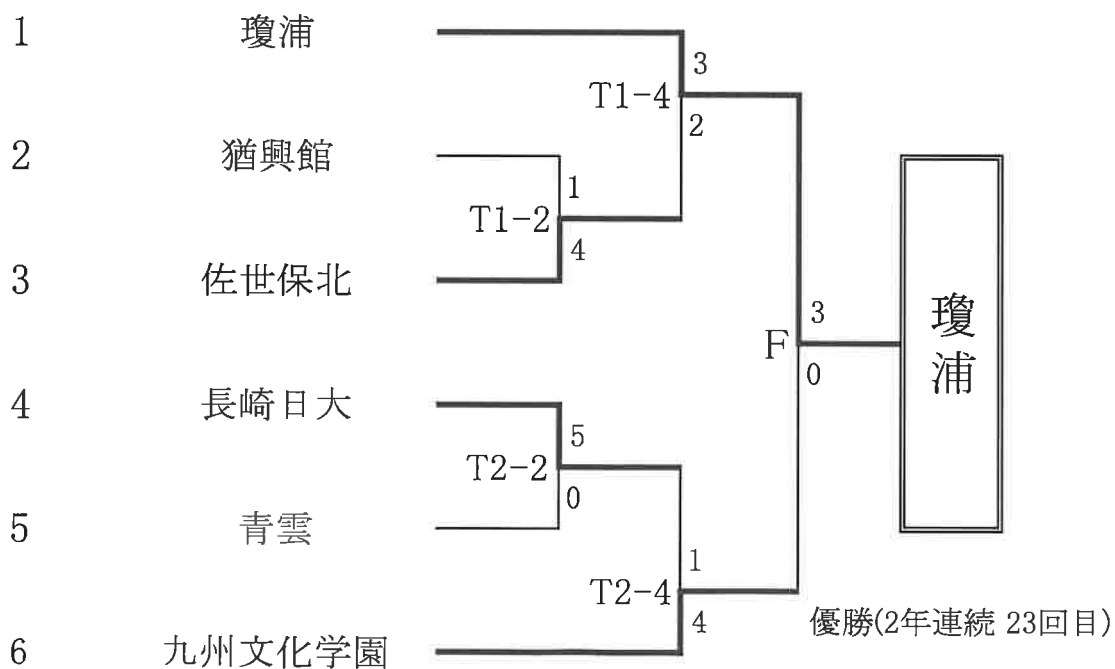 1 瓊浦
3
T1-4
2
2 猶興館
1
T1-2
4
3 佐世保北
3
F
0
瓊浦
4 長崎日大
5
T2-2
0
5 青雲
1
T2-4
4
優勝(2年連続 23回目)
6 九州文化学園